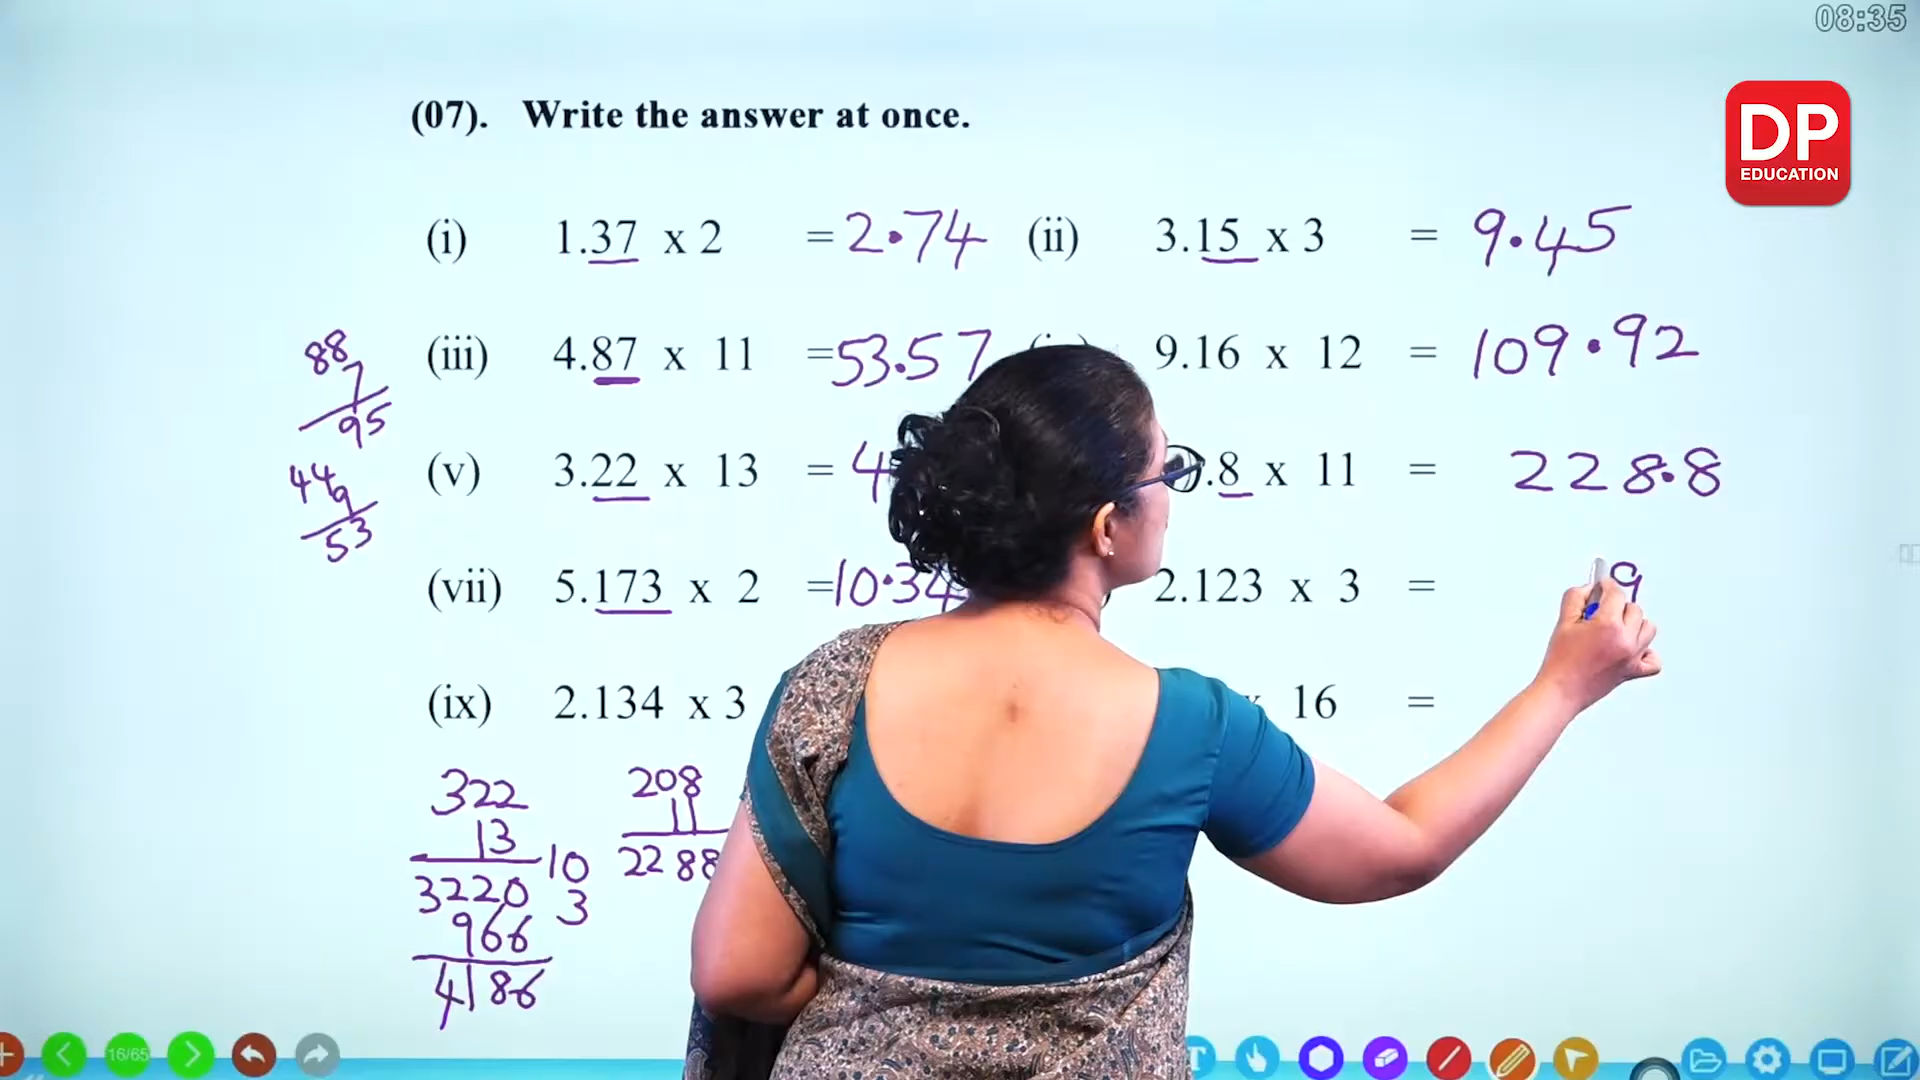 08:35
DP
EDUCATION
(07). Write the answer at once.
(i) 1.37 x 2 = 2.74 (ii) 3.15 x 3 = 9.45
(iii) 4.87 x 11 = 53.57 9.16 x 12 = 109.92
88
7
95
(v) 3.22 x 13 = 4 .8 x 11 = 228.8
44
9
53
(vii) 5.173 x 2 = 10.34 2.123 x 3 = 9
(ix) 2.134 x 3 16 =
322
13
10
3220
3
966
4186
208
11
2288
16/65